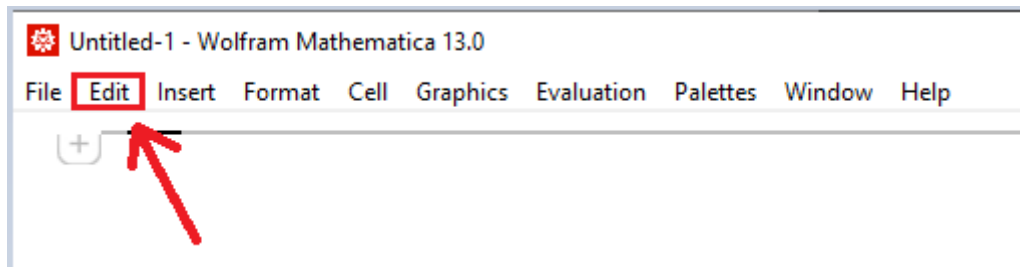 Untitled-1 - Wolfram Mathematica 13.0
File Edit Insert Format Cell Graphics Evaluation Palettes Window Help
+